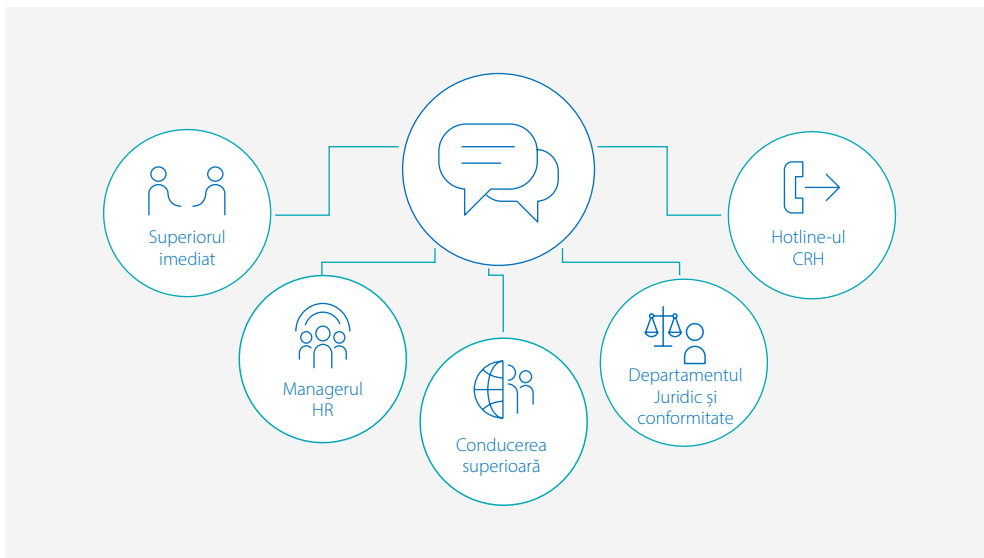 Superiorul
imediat
Managerul
HR
Conducerea
superioară
Departamentul
Juridic și
conformitate
Hotline-ul
CRH